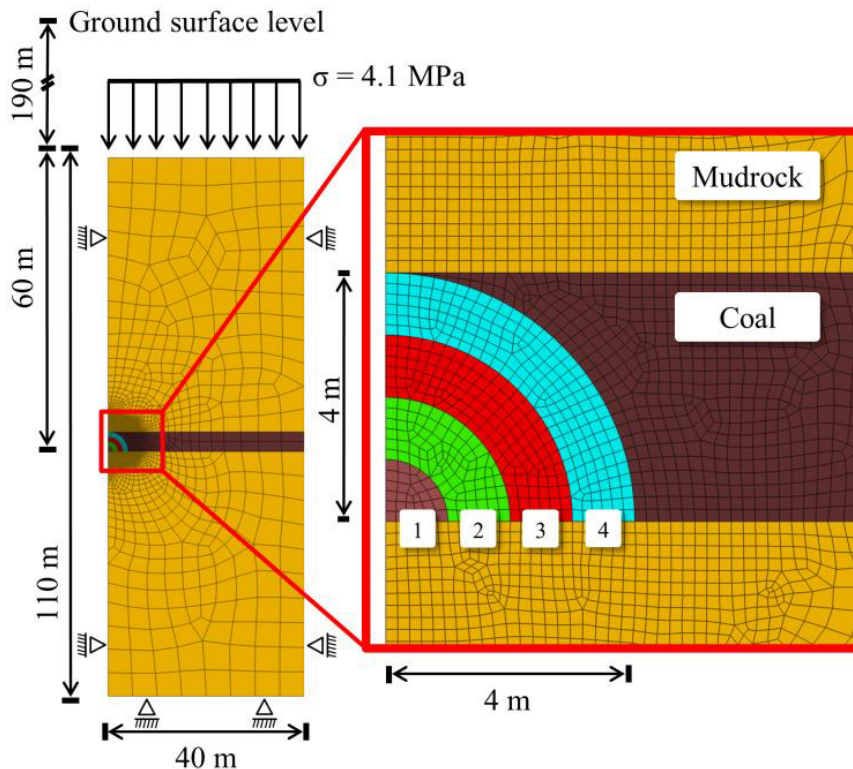 Ground surface level
190 m
σ = 4.1 MPa
60 m
110 m
40 m
Mudrock
Coal
4 m
1 2 3 4
4 m